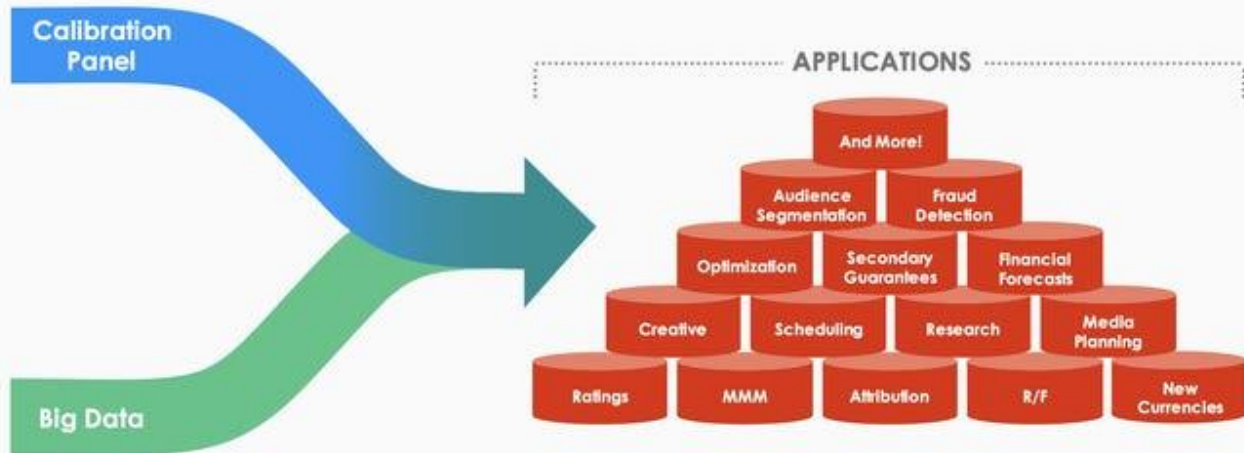 Calibration
Panel
Big Data
APPLICATIONS
And More!
Audience
Segmentation
Fraud
Detection
Optimization
Secondary
Guarantees
Financial
Forecasts
Creative
Scheduling
Research
Media
Planning
Ratings
MMM
Attribution
R/F
New
Currencies